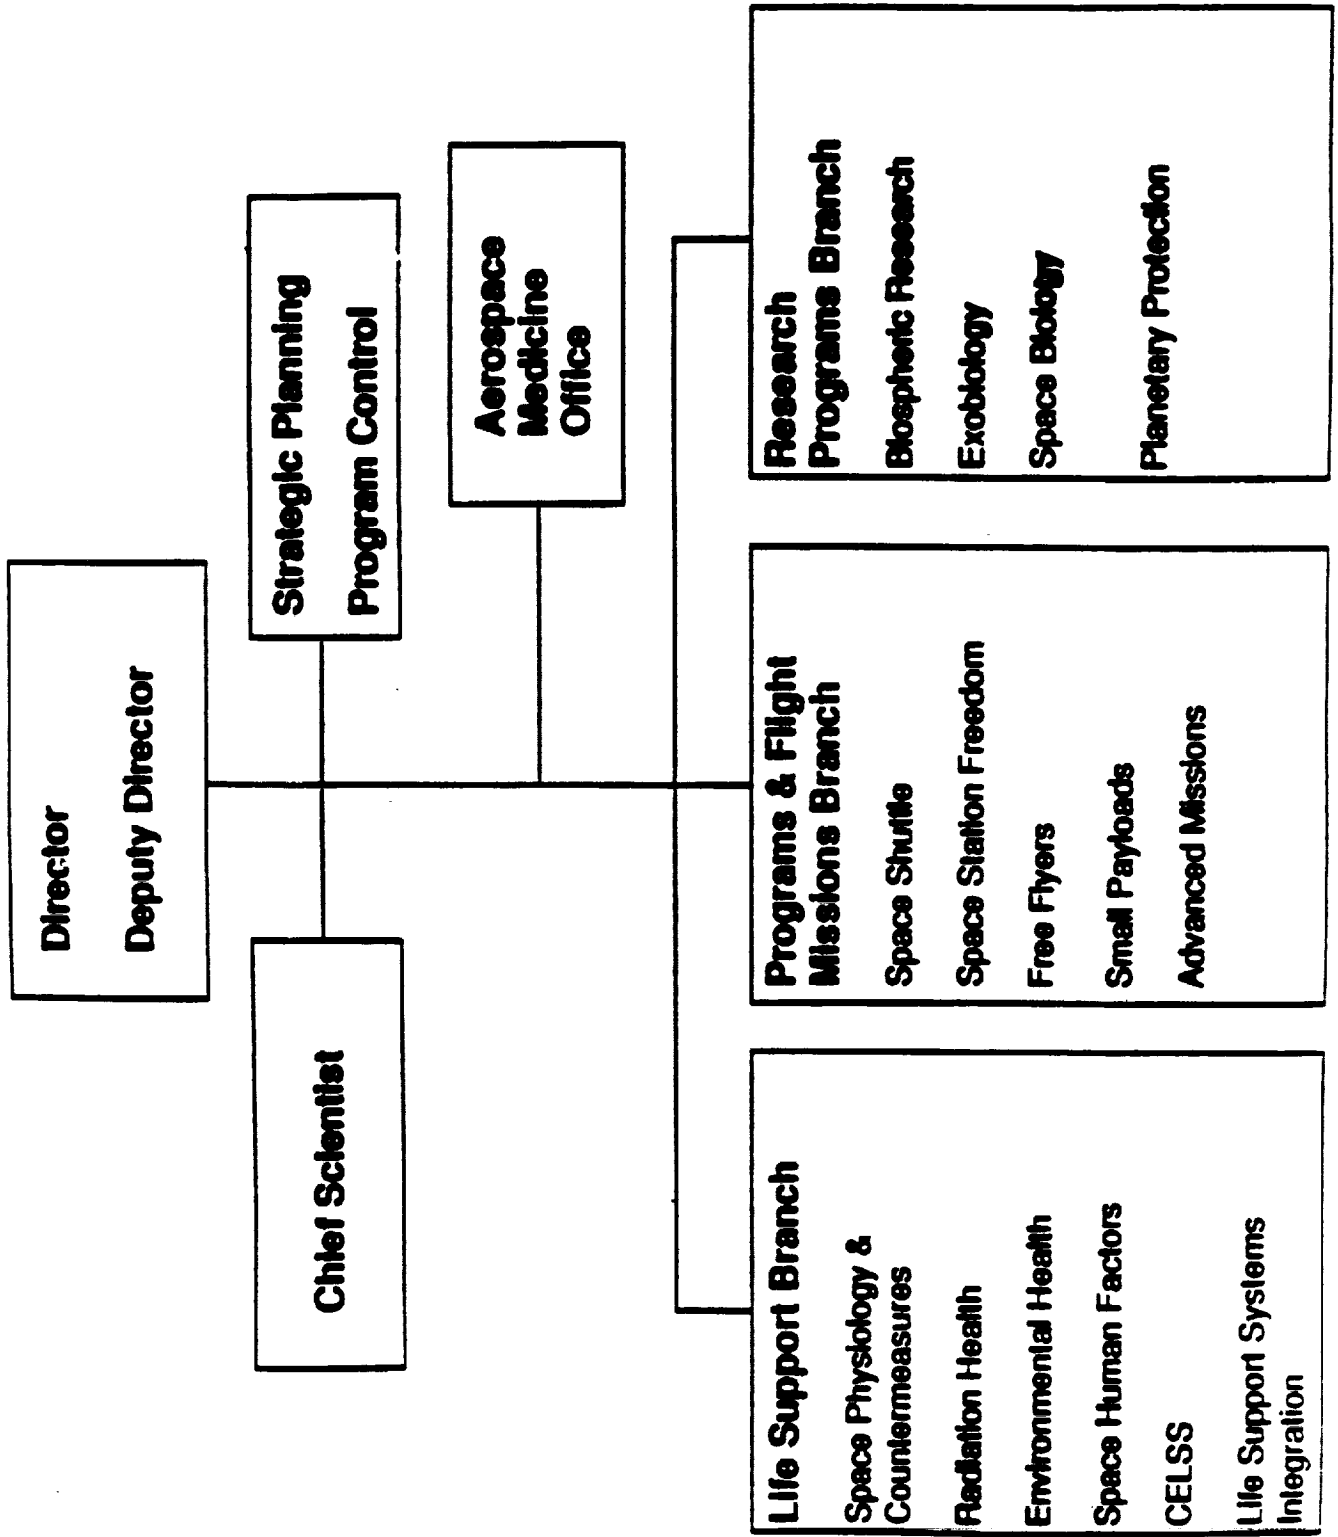 Director
Deputy Director
Chief Scientist
Strategic Planning
Program Control
Aerospace
Medicine
Office
Life Support Branch
Space Physiology &
Countermeasures
Radiation Health
Environmental Health
Space Human Factors
CELSS
Life Support Systems
Integration
Programs & Flight
Missions Branch
Space Shuttle
Space Station Freedom
Free Flyers
Small Payloads
Advanced Missions
Research
Programs Branch
Biospheric Research
Exobiology
Space Biology
Planetary Protection